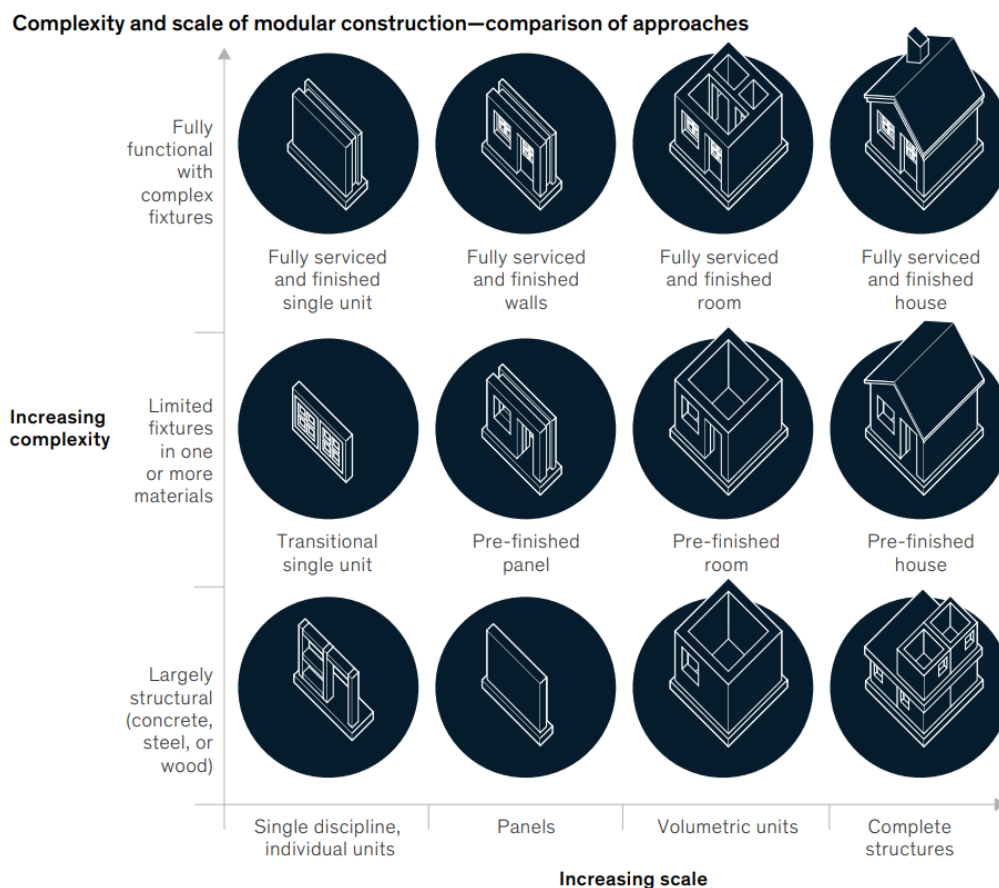 Complexity and scale of modular construction—comparison of approaches
Fully
functional
with
complex
fixtures
Fully serviced
and finished
single unit
Fully serviced
and finished
walls
Fully serviced
and finished
room
Fully serviced
and finished
house
Increasing
complexity
Limited
fixtures
in one
or more
materials
Transitional
single unit
Pre-finished
panel
Pre-finished
room
Pre-finished
house
Largely
structural
(concrete,
steel, or
wood)
Single discipline,
individual units
Panels
Volumetric units
Complete
structures
Increasing scale